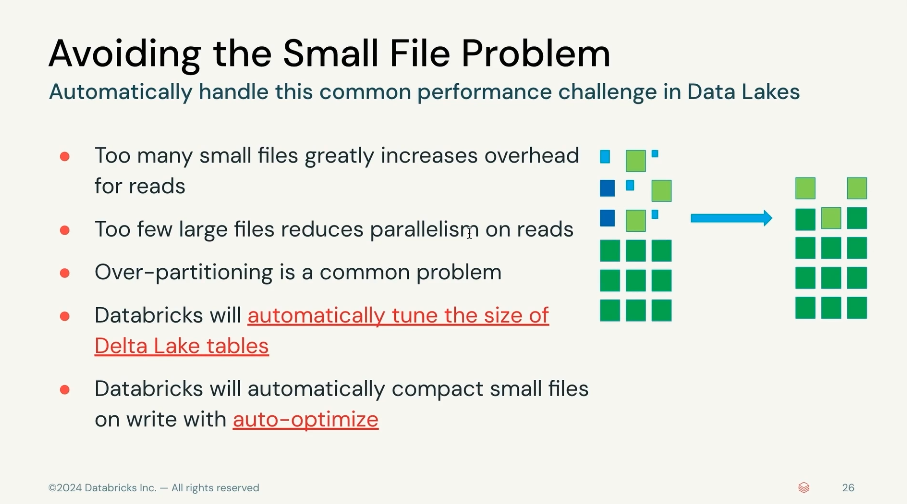 Avoiding the Small File Problem
Automatically handle this common performance challenge in Data Lakes
● Too many small files greatly increases overhead
for reads
● Too few large files reduces parallelism on reads
● Over-partitioning is a common problem
● Databricks will automatically tune the size of
Delta Lake tables
● Databricks will automatically compact small files
on write with auto-optimize
©2024 Databricks Inc. — All rights reserved
26